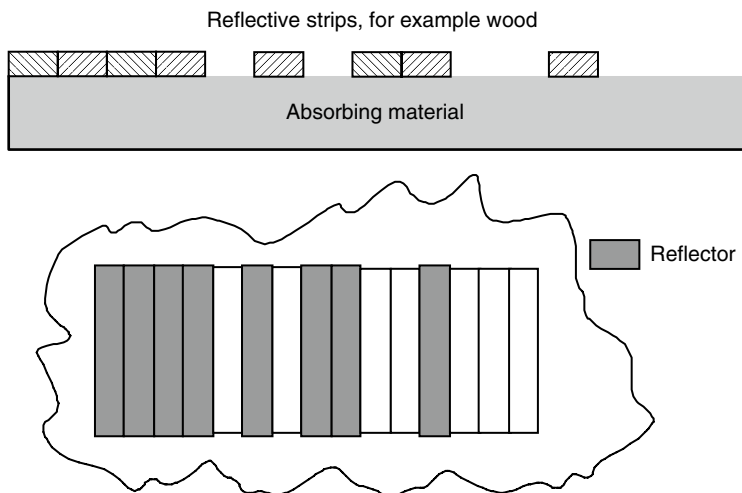 Reflective strips, for example wood
Absorbing material
Reflector